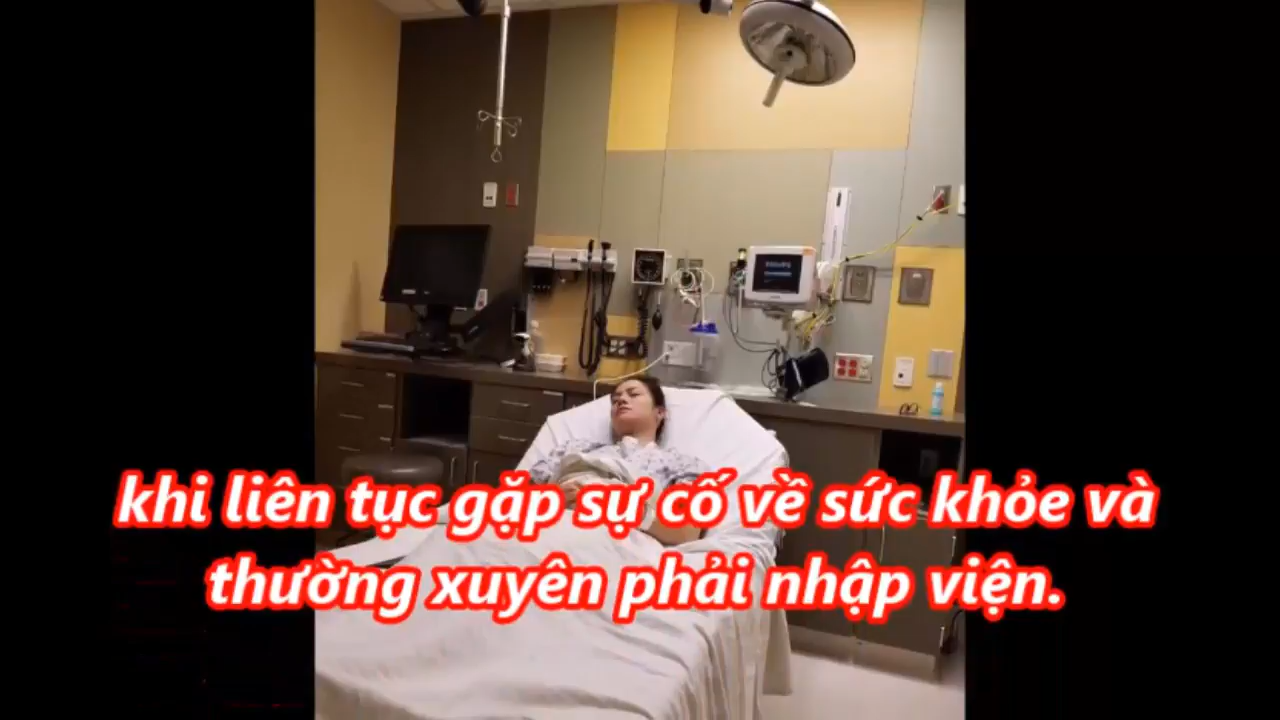 khi liên tục gặp sự cố về sức khỏe và
thường xuyên phải nhập viện.